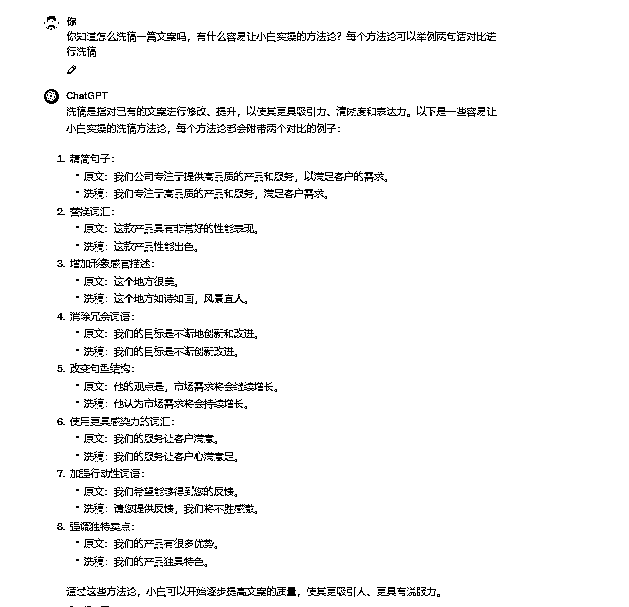 你
你知道怎么洗稿一篇文案吗，有什么容易让小白实操的方法论？每个方法论可以举例两句话对比进
行洗稿
ChatGPT
洗稿是指对已有的文案进行修改、提升，以使其更具吸引力、清晰度和表达力。以下是一些容易让
小白实操的洗稿方法论，每个方法论都会附带两个对比的例子：
1. 精简句子：
• 原文：我们公司专注于提供高品质的产品和服务，以满足客户的需求。
• 洗稿：我们专注于高品质的产品和服务，满足客户需求。
2. 替换词汇：
• 原文：这款产品具有非常好的性能表现。
• 洗稿：这款产品性能出色。
3. 增加形象感官描述：
• 原文：这个地方很美。
• 洗稿：这个地方如诗如画，风景宜人。
4. 消除冗余词语：
• 原文：我们的目标是不断地创新和改进。
• 洗稿：我们的目标是不断创新改进。
5. 改变句型结构：
• 原文：他的观点是，市场需求将会继续增长。
• 洗稿：他认为市场需求将会持续增长。
6. 使用更具感染力的词汇：
• 原文：我们的服务让客户满意。
• 洗稿：我们的服务让客户心满意足。
7. 加强行动性词语：
• 原文：我们希望能够得到您的反馈。
• 洗稿：请您提供反馈，我们将不胜感激。
8. 强调独特卖点：
• 原文：我们的产品有很多优势。
• 洗稿：我们的产品独具特色。
通过这些方法论，小白可以开始逐步提高文案的质量，使其更吸引人、更具有说服力。